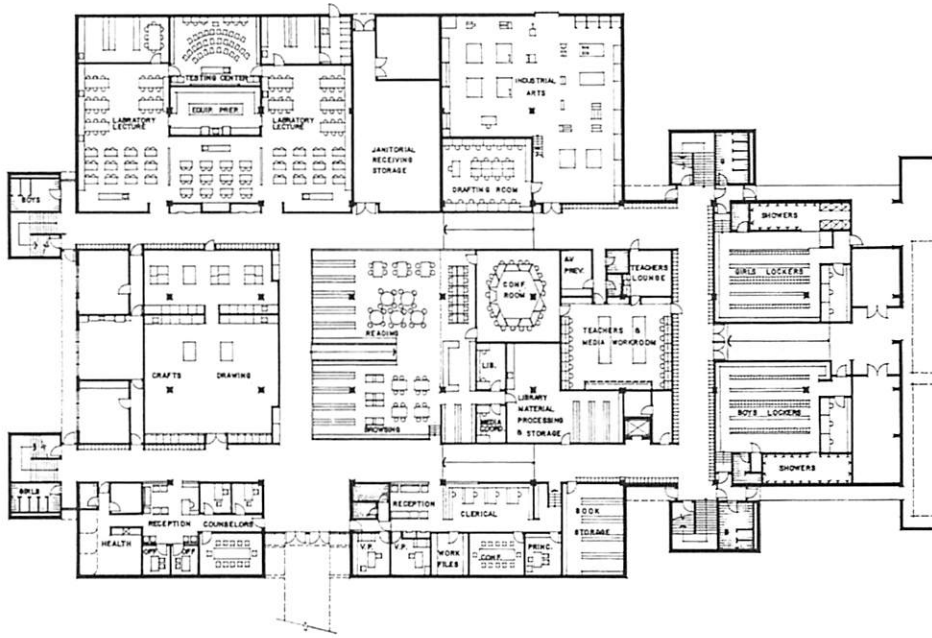 TESTING CENTER
EQUIP PREP
LABRATORY
LECTURE
LABRATORY
LECTURE
INDUSTRIAL
ARTS
JANITORIAL
RECEIVING
STORAGE
DRAFTING ROOM
BOYS
SHOWERS
GIRLS LOCKERS
AV
PREV.
TEACHERS
LOUNGE
CONF.
ROOM
READING
TEACHERS &
MEDIA WORKROOM
CRAFTS
DRAWING
LIB.
LIBRARY
MATERIAL
PROCESSING
& STORAGE
MEDIA
COORD.
BROWSING
BOYS LOCKERS
SHOWERS
GIRLS
RECEPTION
COUNSELORS
HEALTH
OFF
OFF
RECEPTION
CLERICAL
BOOK
STORAGE
V.P.
V.P.
WORK
FILES
CONF.
PRINC.